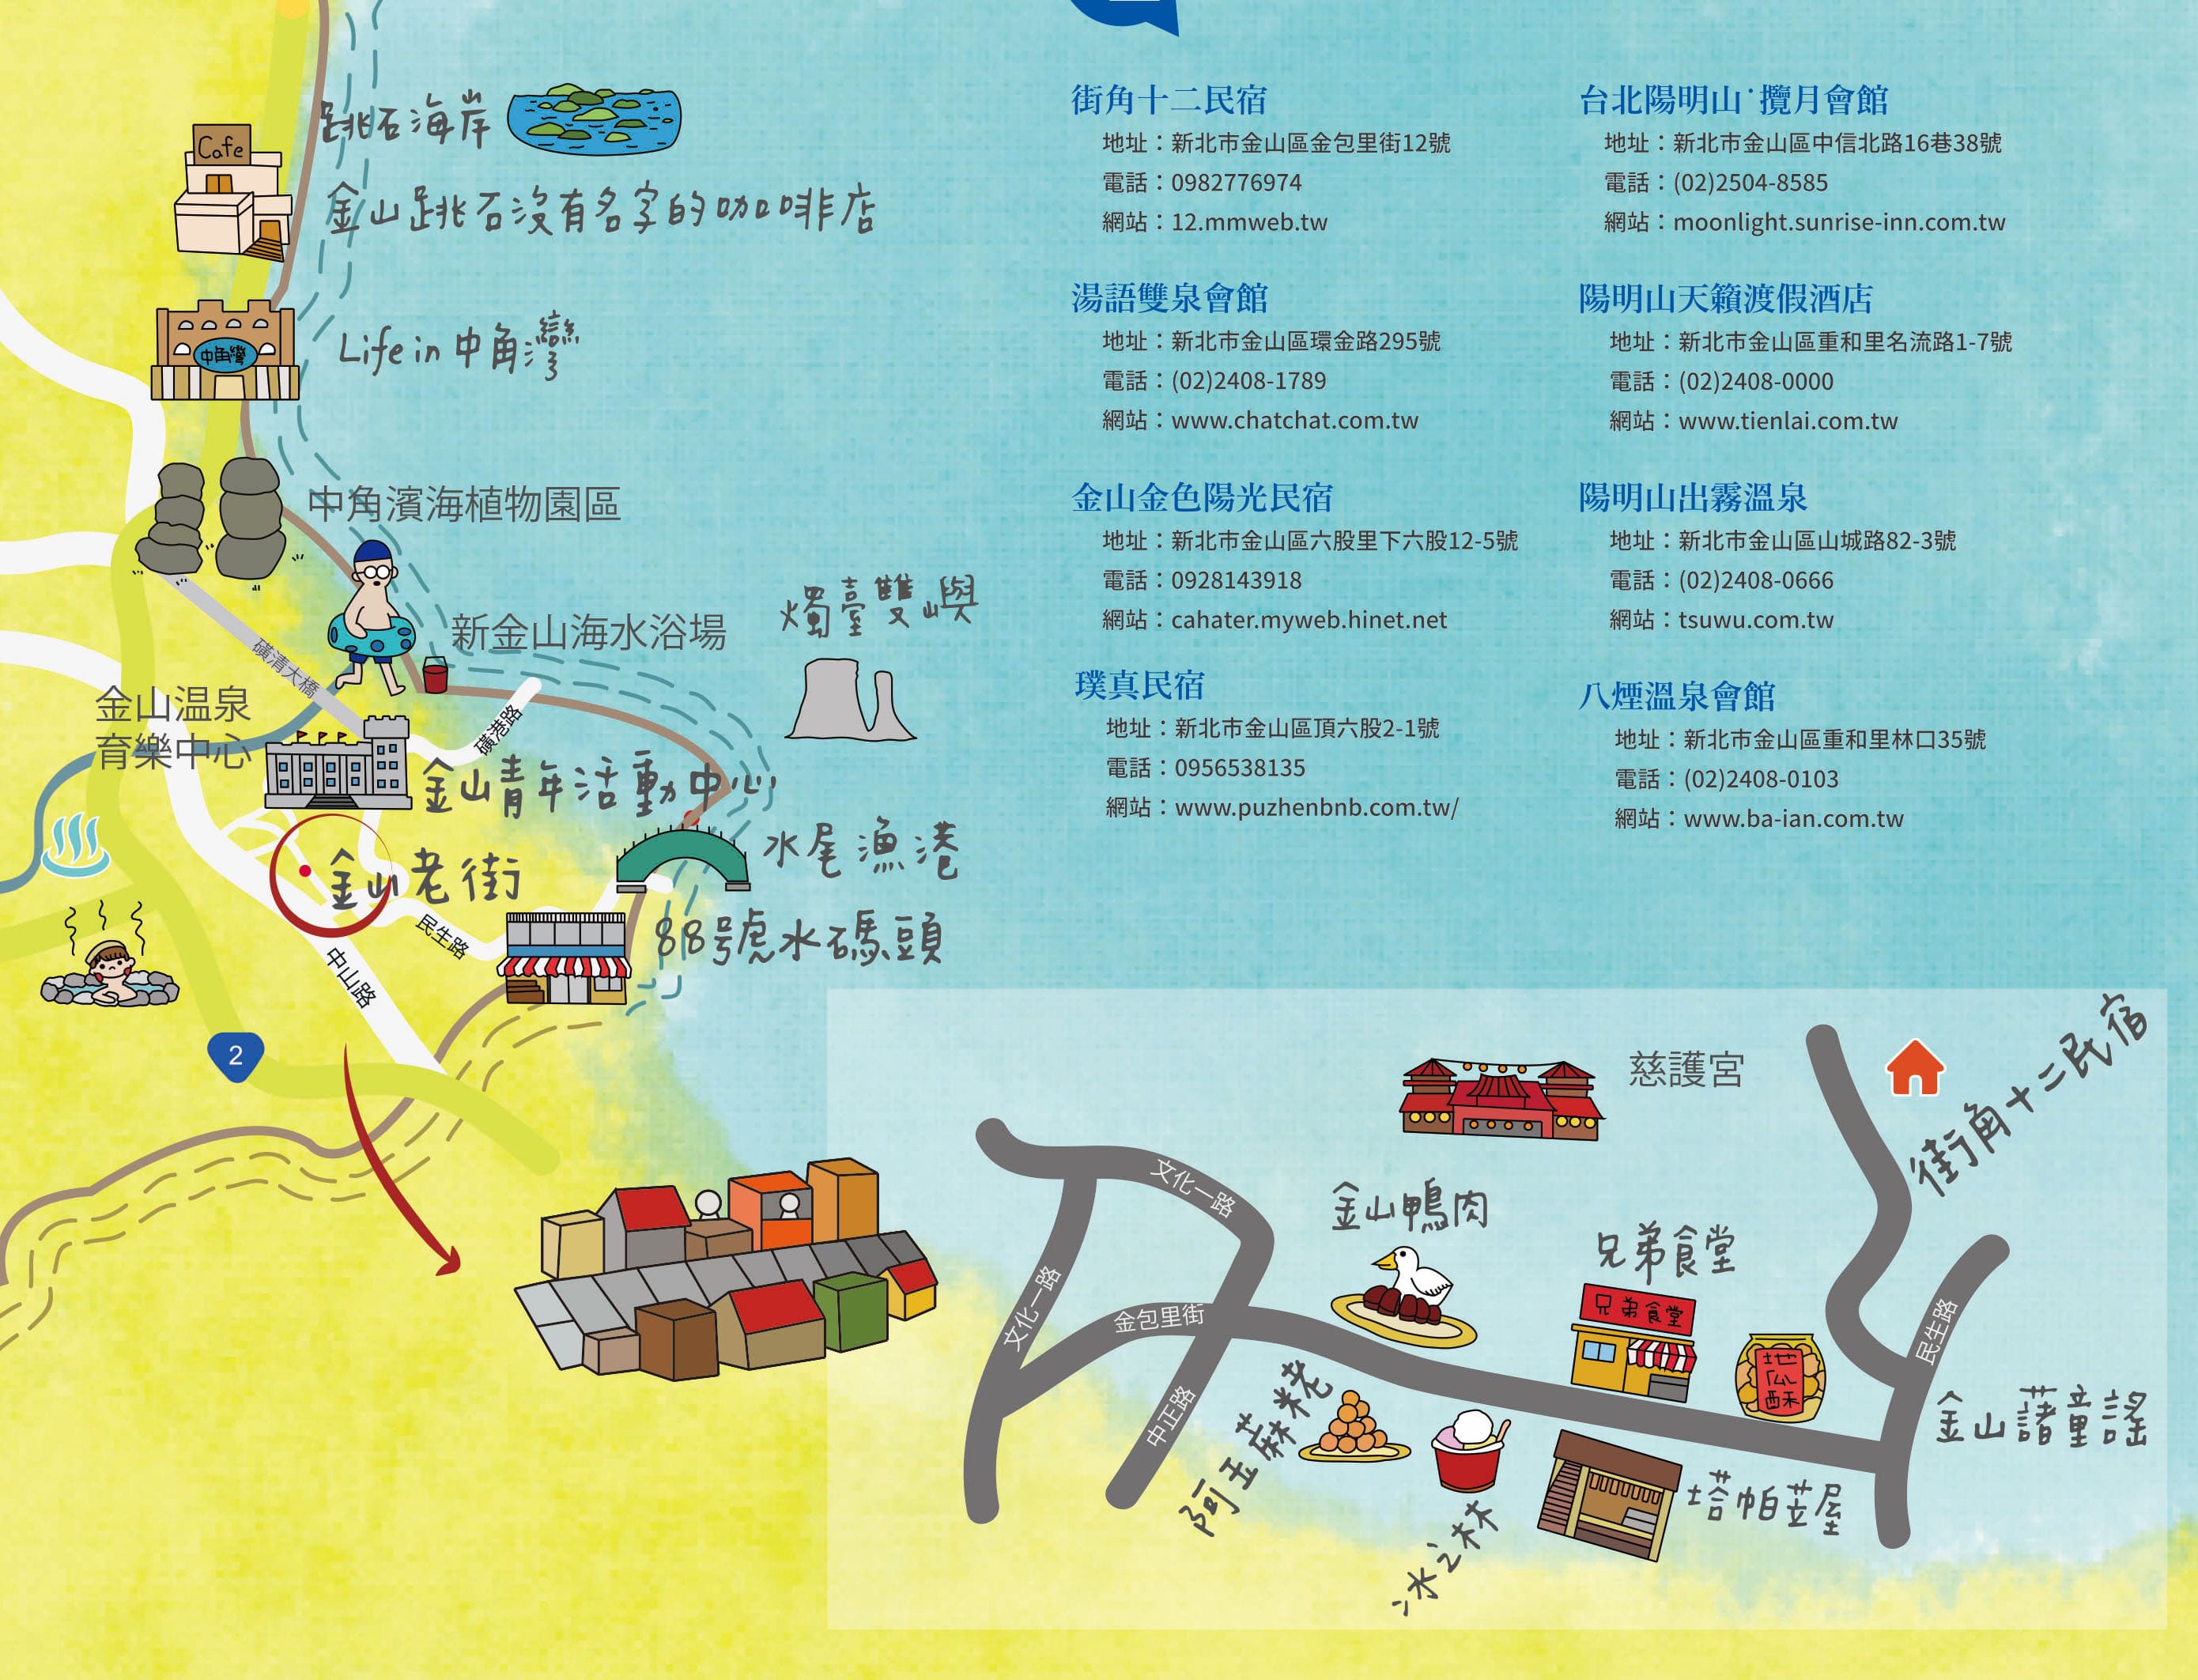 跳石海岸
Cafe
金山跳石沒有名字的咖啡店
中角灣
Life in 中角灣
中角濱海植物園區
新金山海水浴場
燭臺雙嶼
磺清大橋
金山温泉
育樂中心
磺港路
金山青年活動中心
水尾漁港
金山老街
民生路
88號水碼頭
中山路
2
街角十二民宿
地址：新北市金山區金包里街12號
電話：0982776974
網站：12.mmweb.tw
湯語雙泉會館
地址：新北市金山區環金路295號
電話：(02)2408-1789
網站：www.chatchat.com.tw
金山金色陽光民宿
地址：新北市金山區六股里下六股12-5號
電話：0928143918
網站：cahater.myweb.hinet.net
璞真民宿
地址：新北市金山區頂六股2-1號
電話：0956538135
網站：www.puzhenbnb.com.tw/
台北陽明山˙攬月會館
地址：新北市金山區中信北路16巷38號
電話：(02)2504-8585
網站：moonlight.sunrise-inn.com.tw
陽明山天籟渡假酒店
地址：新北市金山區重和里名流路1-7號
電話：(02)2408-0000
網站：www.tienlai.com.tw
陽明山出霧溫泉
地址：新北市金山區山城路82-3號
電話：(02)2408-0666
網站：tsuwu.com.tw
八煙溫泉會館
地址：新北市金山區重和里林口35號
電話：(02)2408-0103
網站：www.ba-ian.com.tw
慈護宮
街角十二民宿
文化一路
金山鴨肉
兄弟食堂
兄弟食堂
文化一路
金包里街
地瓜酥
民生路
中正路
阿玉蔴粩
金山藷童謠
塔帕荳屋
冰之林